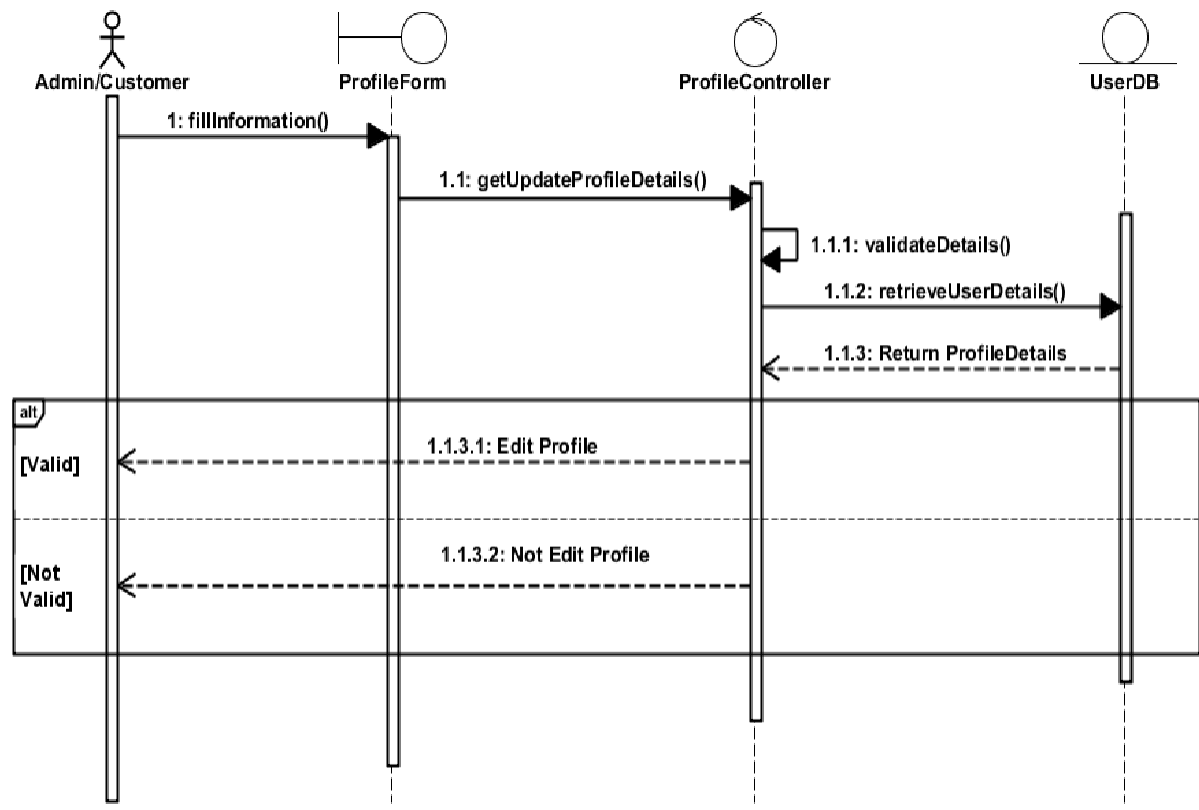 Admin/Customer
ProfileForm
ProfileController
UserDB
1: fillInformation()
1.1: getUpdateProfileDetails()
1.1.1: validateDetails()
1.1.2: retrieveUserDetails()
1.1.3: Return ProfileDetails
alt
1.1.3.1: Edit Profile
[Valid]
1.1.3.2: Not Edit Profile
[Not
Valid]